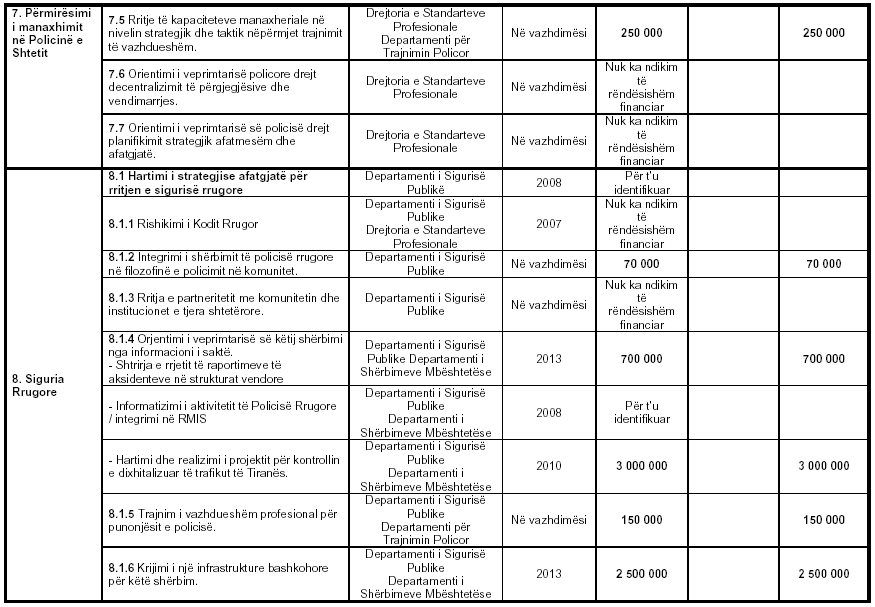 7. Përmirësimi
i manaxhimit
në Policinë e
Shtetit
7.5 Rritje të kapaciteteve manaxheriale në
nivelin strategjik dhe taktik nëpërmjet trajnimit
të vazhdueshëm.
Drejtoria e Standarteve
Profesionale
Departamenti për
Trajnimin Policor
Në vazhdimësi
250 000
250 000
7.6 Orientimi i veprimtarisë policore drejt
decentralizimit të përgjegjësive dhe
vendimarrjes.
Drejtoria e Standarteve
Profesionale
Në vazhdimësi
Nuk ka ndikim
të
rëndësishëm
financiar
7.7 Orientimi i veprimtarisë së policisë drejt
planifikimit strategjik afatmesëm dhe
afatgjatë.
Drejtoria e Standarteve
Profesionale
Në vazhdimësi
Nuk ka ndikim
të
rëndësishëm
financiar
8. Siguria
Rrugore
8.1 Hartimi i strategjise afatgjatë për
rritjen e sigurisë rrugore
Departamenti i Sigurisë
Publikë
2008
Për t'u
identifikuar
8.1.1 Rishikimi i Kodit Rrugor
Departamenti i Sigurisë
Publike
Drejtoria e Standarteve
Profesionale
2007
Nuk ka ndikim
të
rëndësishëm
financiar
8.1.2 Integrimi i shërbimit të policisë rrugore
në filozofinë e policimit në komunitet.
Departamenti i Sigurisë
Publike
Në vazhdimësi
70 000
70 000
8.1.3 Rritja e partneritetit me komunitetin dhe
institucionet e tjera shtetërore.
Departamenti i Sigurisë
Publike
Në vazhdimësi
Nuk ka ndikim
të
rëndësishëm
financiar
8.1.4 Orjentimi i veprimtarisë së këtij shërbimi
nga informacioni i saktë.
- Shtrirja e rrjetit të raportimeve të
aksidenteve në strukturat vendore
Departamenti i Sigurisë
Publike Departamenti i
Shërbimeve Mbështetëse
2013
700 000
700 000
- Informatizimi i aktivitetit të Policisë Rrugore
/ integrimi në RMIS
Departamenti i Sigurisë
Publike
Departamenti i
Shërbimeve Mbështetëse
2008
Për t'u
identifikuar
- Hartimi dhe realizimi i projektit për kontrollin
e dixhitalizuar të trafikut të Tiranës.
Departamenti i Sigurisë
Publike
Departamenti i
Shërbimeve Mbështetëse
2010
3 000 000
3 000 000
8.1.5 Trajnim i vazhdueshëm profesional për
punonjësit e policisë.
Departamenti i Sigurisë
Publike
Departamenti për
Trajnimin Policor
Në vazhdimësi
150 000
150 000
8.1.6 Krijimi i një infrastrukture bashkohore
për këtë shërbim.
Departamenti i Sigurisë
Publike
Departamenti i
Shërbimeve Mbështetëse
2013
2 500 000
2 500 000